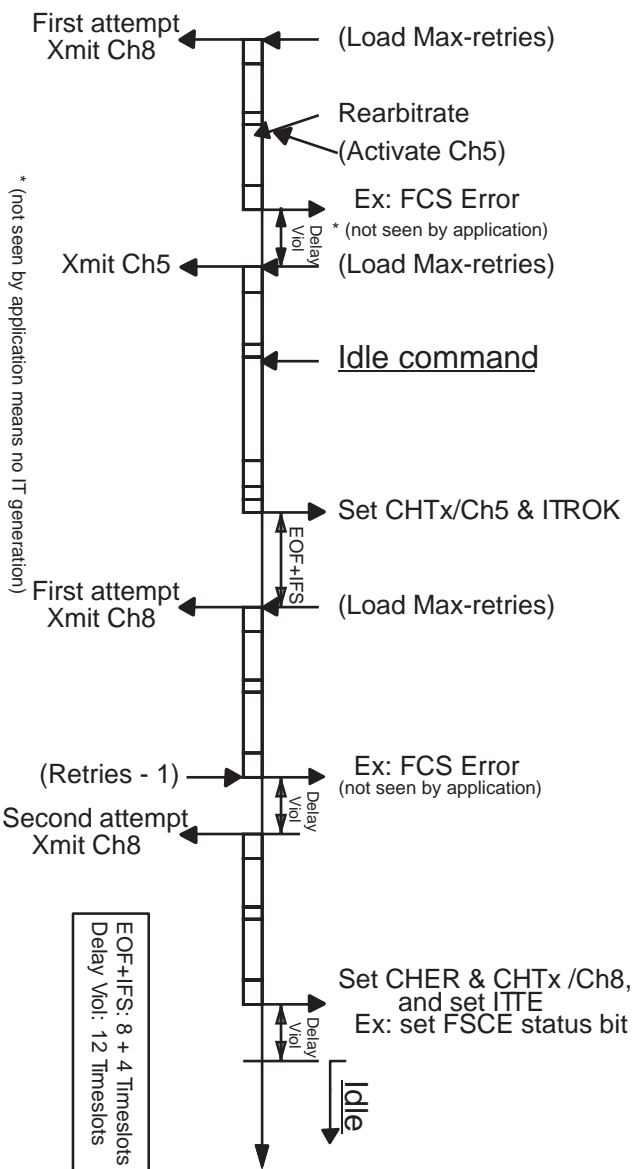 First attempt
Xmit Ch8
(Load Max-retries)
Rearbitrate
(Activate Ch5)
Ex: FCS Error
* (not seen by application)
Delay
Viol
Xmit Ch5
(Load Max-retries)
Idle command
* (not seen by application means no IT generation)
Set CHTx/Ch5 & ITROK
EOF+IFS
First attempt
Xmit Ch8
(Load Max-retries)
(Retries - 1)
Ex: FCS Error
(not seen by application)
Delay
Viol
Second attempt
Xmit Ch8
Set CHER & CHTx /Ch8,
and set ITTE
Ex: set FSCE status bit
Delay
Viol
Idle
EOF+IFS: 8 + 4 Timeslots
Delay Viol: 12 Timeslots